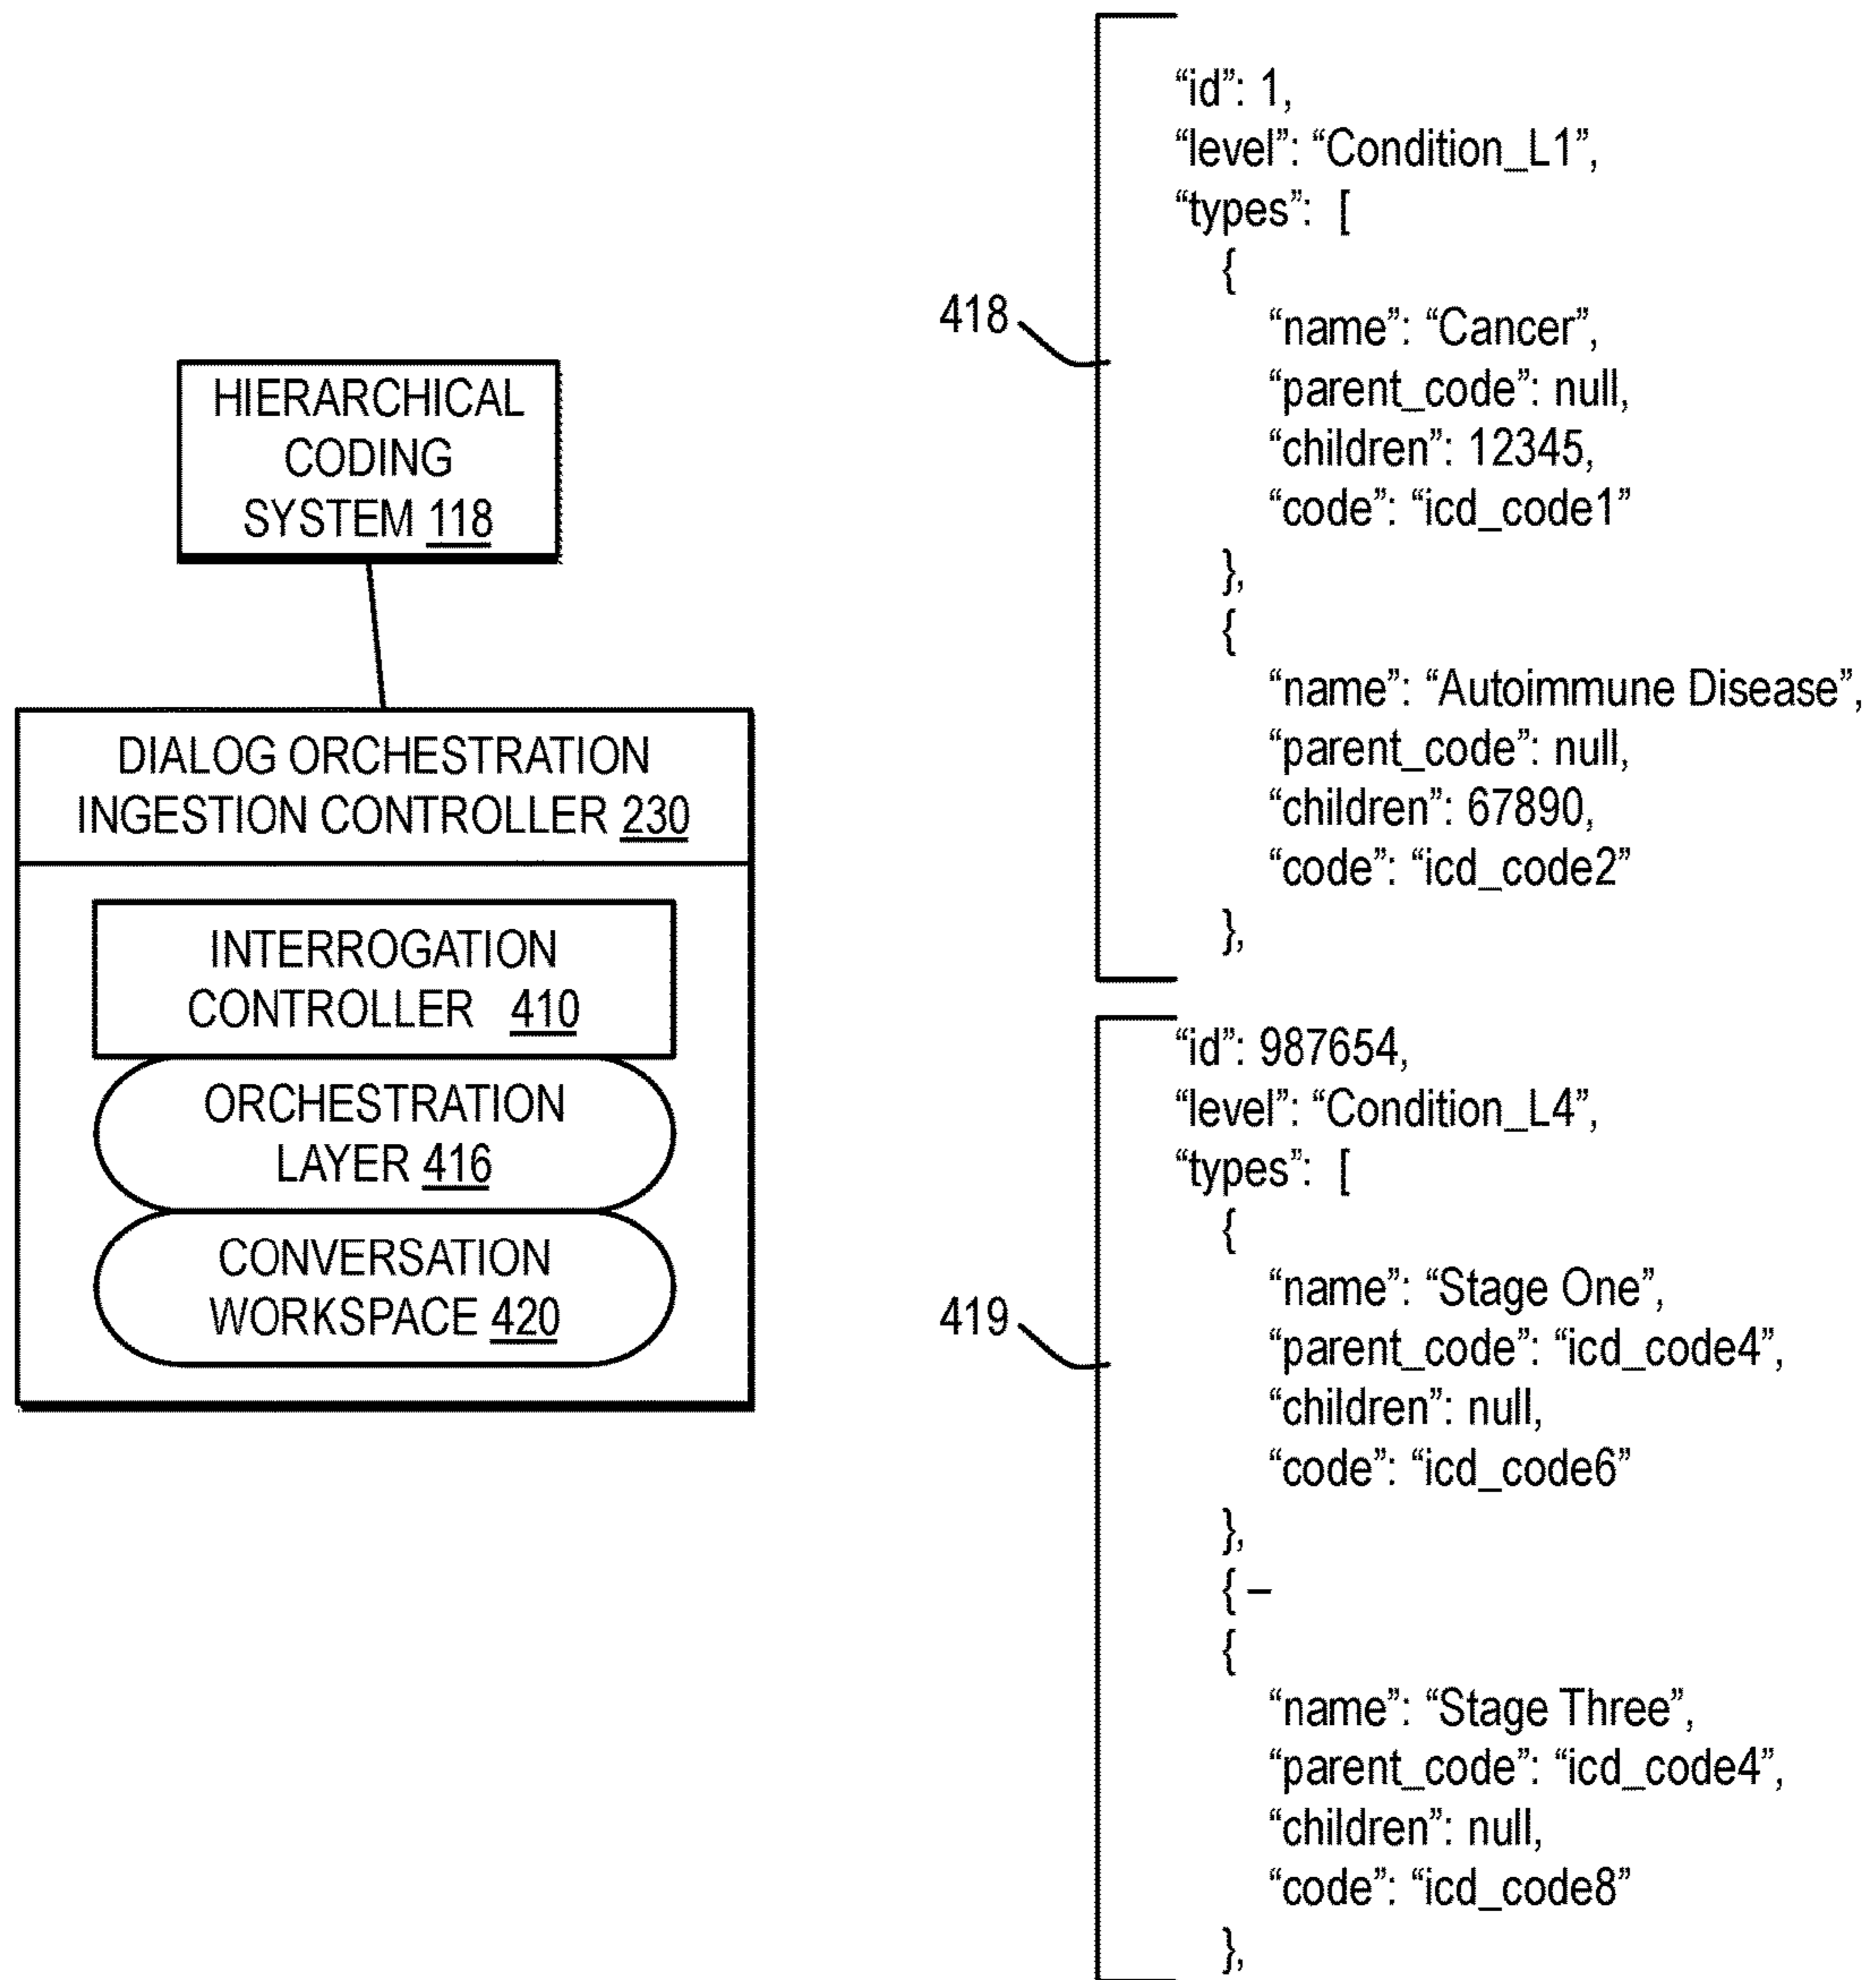 HIERARCHICAL
CODING
SYSTEM 118
DIALOG ORCHESTRATION
INGESTION CONTROLLER 230
INTERROGATION
CONTROLLER 410
ORCHESTRATION
LAYER 416
CONVERSATION
WORKSPACE 420
418
“id”: 1,
“level”: “Condition_L1”,
“types”: [
{
“name”: “Cancer”,
“parent_code”: null,
“children”: 12345,
“code”: “icd_code1”
},
{
“name”: “Autoimmune Disease”,
“parent_code”: null,
“children”: 67890,
“code”: “icd_code2”
},
419
“id”: 987654,
“level”: “Condition_L4”,
“types”: [
{
“name”: “Stage One”,
“parent_code”: “icd_code4”,
“children”: null,
“code”: “icd_code6”
},
{ –
{
“name”: “Stage Three”,
“parent_code”: “icd_code4”,
“children”: null,
“code”: “icd_code8”
},